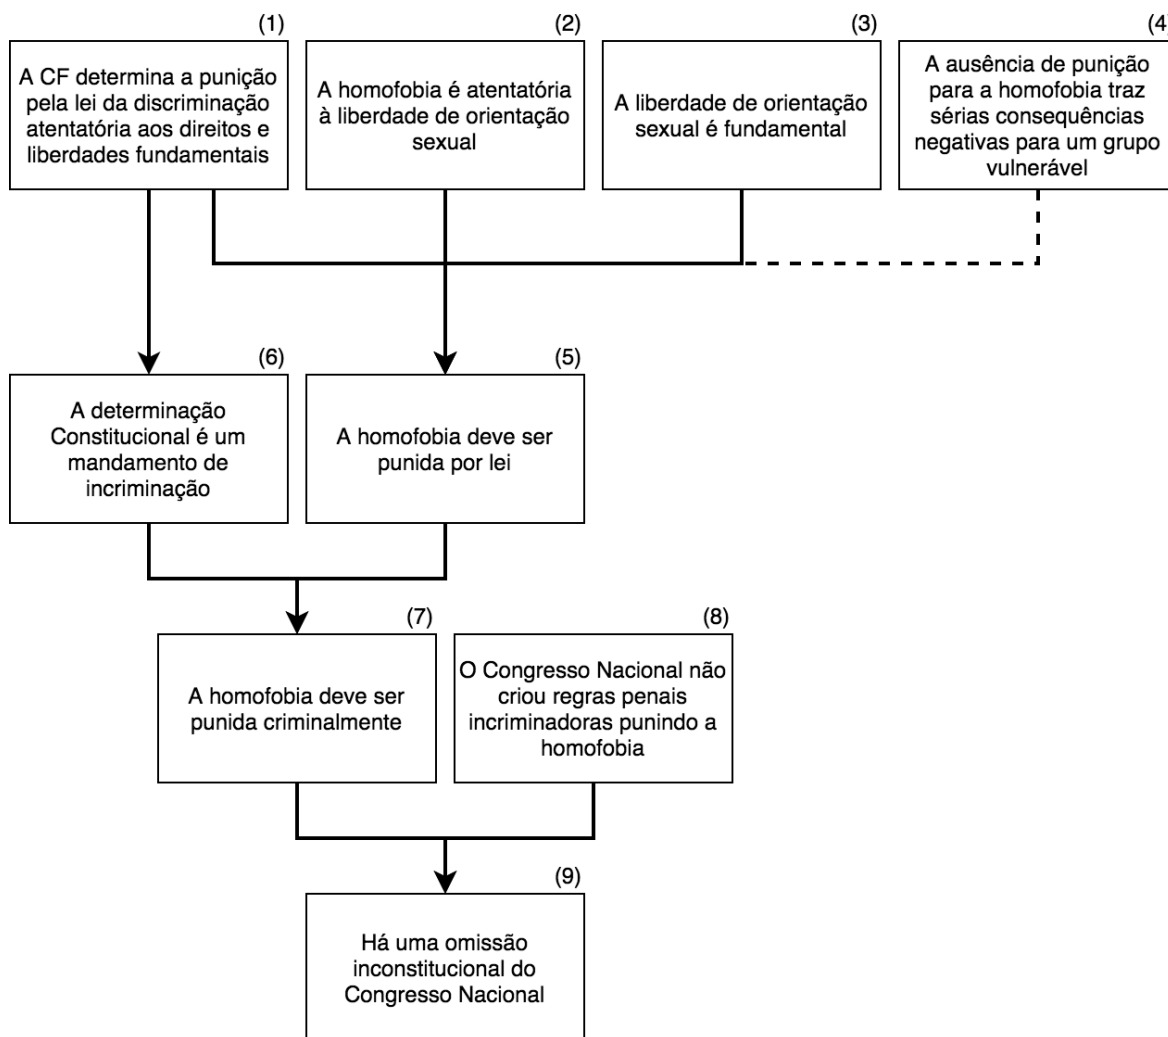 (1)
A CF determina a punição
pela lei da discriminação
atentatória aos direitos e
liberdades fundamentais
(2)
A homofobia é atentatória
à liberdade de orientação
sexual
(3)
A liberdade de orientação
sexual é fundamental
(4)
A ausência de punição
para a homofobia traz
sérias consequências
negativas para um grupo
vulnerável
(6)
A determinação
Constitucional é um
mandamento de
incriminação
(5)
A homofobia deve ser
punida por lei
(7)
A homofobia deve ser
punida criminalmente
(8)
O Congresso Nacional não
criou regras penais
incriminadoras punindo a
homofobia
(9)
Há uma omissão
inconstitucional do
Congresso Nacional